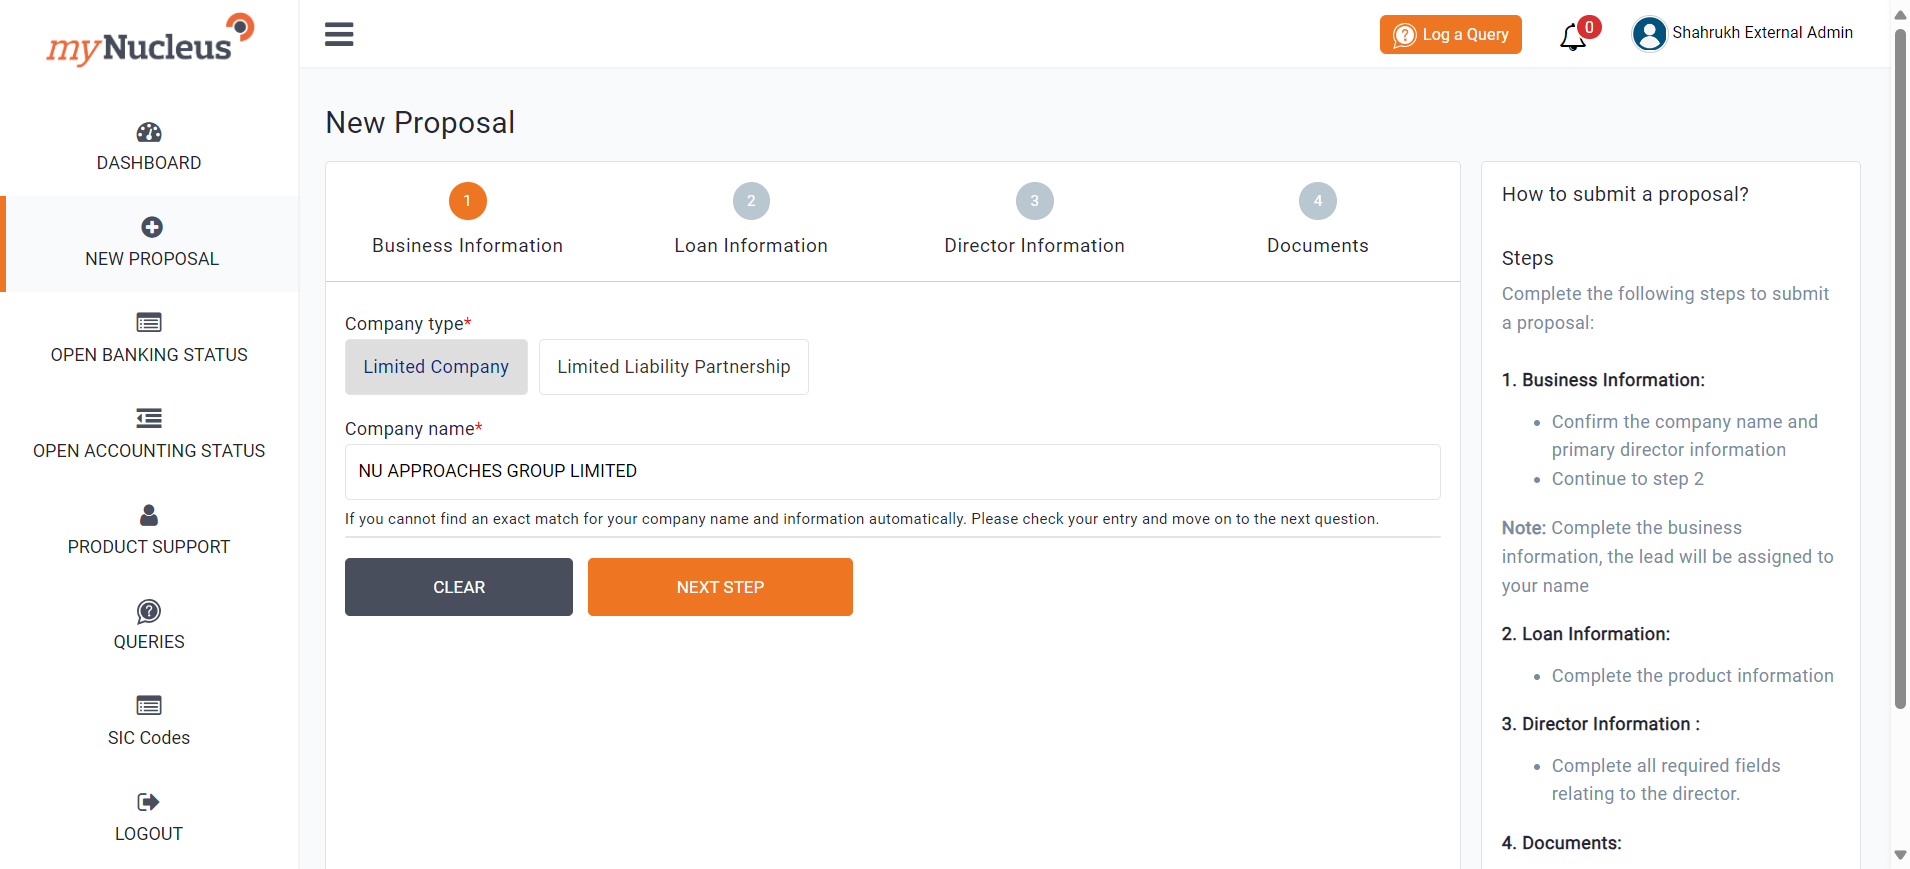 myNucleus
DASHBOARD
NEW PROPOSAL
OPEN BANKING STATUS
OPEN ACCOUNTING STATUS
PRODUCT SUPPORT
QUERIES
SIC Codes
LOGOUT
Log a Query
0
Shahrukh External Admin
New Proposal
1
2
3
4
Business Information
Loan Information
Director Information
Documents
Company type*
Limited Company
Limited Liability Partnership
Company name*
NU APPROACHES GROUP LIMITED
If you cannot find an exact match for your company name and information automatically. Please check your entry and move on to the next question.
CLEAR
NEXT STEP
How to submit a proposal?
Steps
Complete the following steps to submit
a proposal:
1. Business Information:
• Confirm the company name and
primary director information
• Continue to step 2
Note: Complete the business
information, the lead will be assigned to
your name
2. Loan Information:
• Complete the product information
3. Director Information :
• Complete all required fields
relating to the director.
4. Documents: